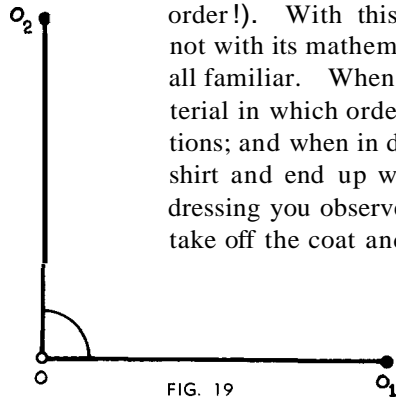 order!). With this
not with its mathem
all familiar. When
terial in which orde
tions; and when in d
shirt and end up w
dressing you observe
take off the coat and
O₂
O
O₁
FIG. 19